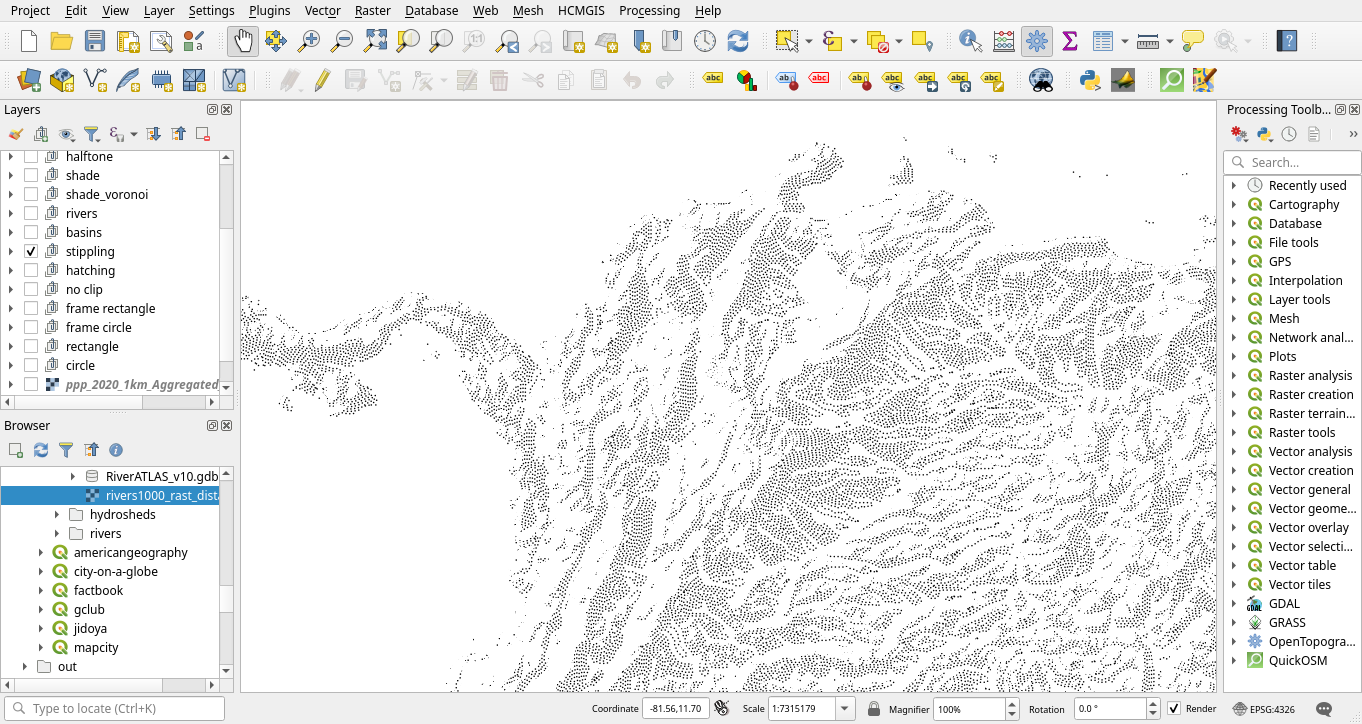 Project Edit View Layer Settings Plugins Vector Raster Database Web Mesh HCMGIS Processing Help
1:1
abc abc abc abc abc abc abc abc
Layers
halftone
shade
shade_voronoi
rivers
basins
stippling
hatching
no clip
frame rectangle
frame circle
rectangle
circle
ppp_2020_1km_Aggregated
Browser
RiverATLAS_v10.gdb
rivers1000_rast_dista
hydrosheds
rivers
americangeography
city-on-a-globe
factbook
gclub
jidoya
mapcity
out
Processing Toolb...
Search...
Recently used
Cartography
Database
File tools
GPS
Interpolation
Layer tools
Mesh
Network anal...
Plots
Raster analysis
Raster creation
Raster terrain...
Raster tools
Vector analysis
Vector creation
Vector general
Vector geome...
Vector overlay
Vector selecti...
Vector table
Vector tiles
GDAL
GDAL
GRASS
OpenTopogra...
QuickOSM
Type to locate (Ctrl+K) Coordinate -81.56,11.70 Scale 1:7315179 Magnifier 100% Rotation 0.0 ° Render EPSG:4326